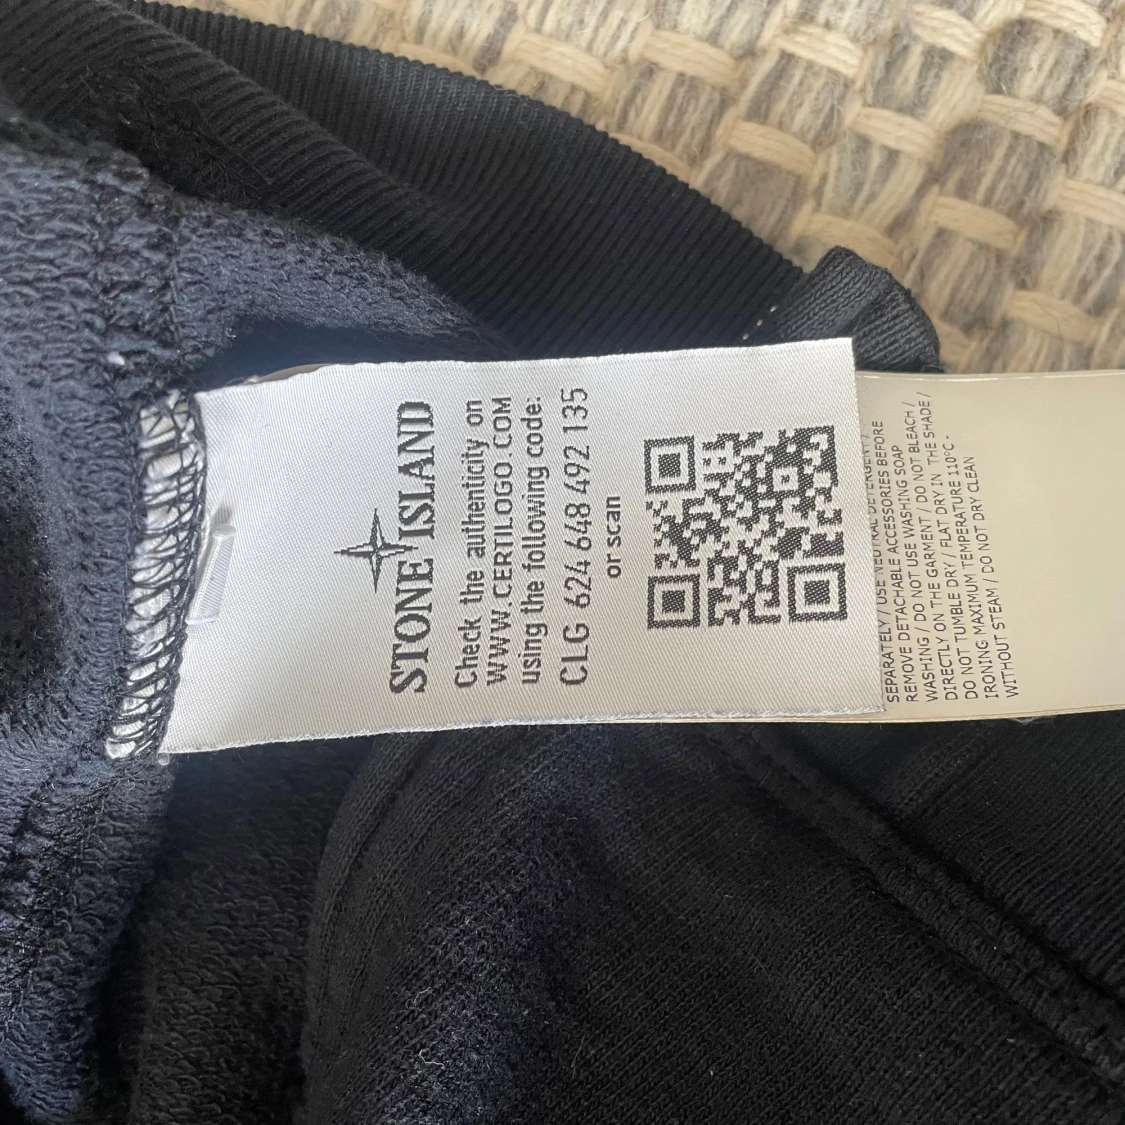 STONE ISLAND
Check the authenticity on
WWW.CERTILOGO.COM
using the following code:
CLG 624 648 492 135
or scan
SEPARATELY / USE NEUTRAL DETERGENT /
REMOVE DETACHABLE ACCESSORIES BEFORE
WASHING / DO NOT USE WASHING SOAP
DIRECTLY ON THE GARMENT / DO NOT BLEACH /
DO NOT TUMBLE DRY / FLAT DRY IN THE SHADE /
IRONING MAXIMUM TEMPERATURE 110°C -
WITHOUT STEAM / DO NOT DRY CLEAN